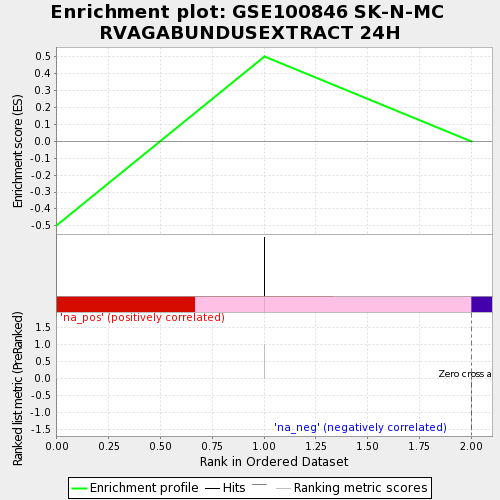 Enrichment plot: GSE100846 SK-N-MC
RVAGABUNDUSEXTRACT 24H
Enrichment score (ES)
0.5
0.4
0.3
0.2
0.1
0.0
-0.1
-0.2
-0.3
-0.4
-0.5
'na_pos' (positively correlated)
Ranked list metric (PreRanked)
1.5
1.0
0.5
0.0
-0.5
-1.0
-1.5
Zero cross a
'na_neg' (negatively correlated)
0.00 0.25 0.50 0.75 1.00 1.25 1.50 1.75 2.00
Rank in Ordered Dataset
Enrichment profile Hits Ranking metric scores